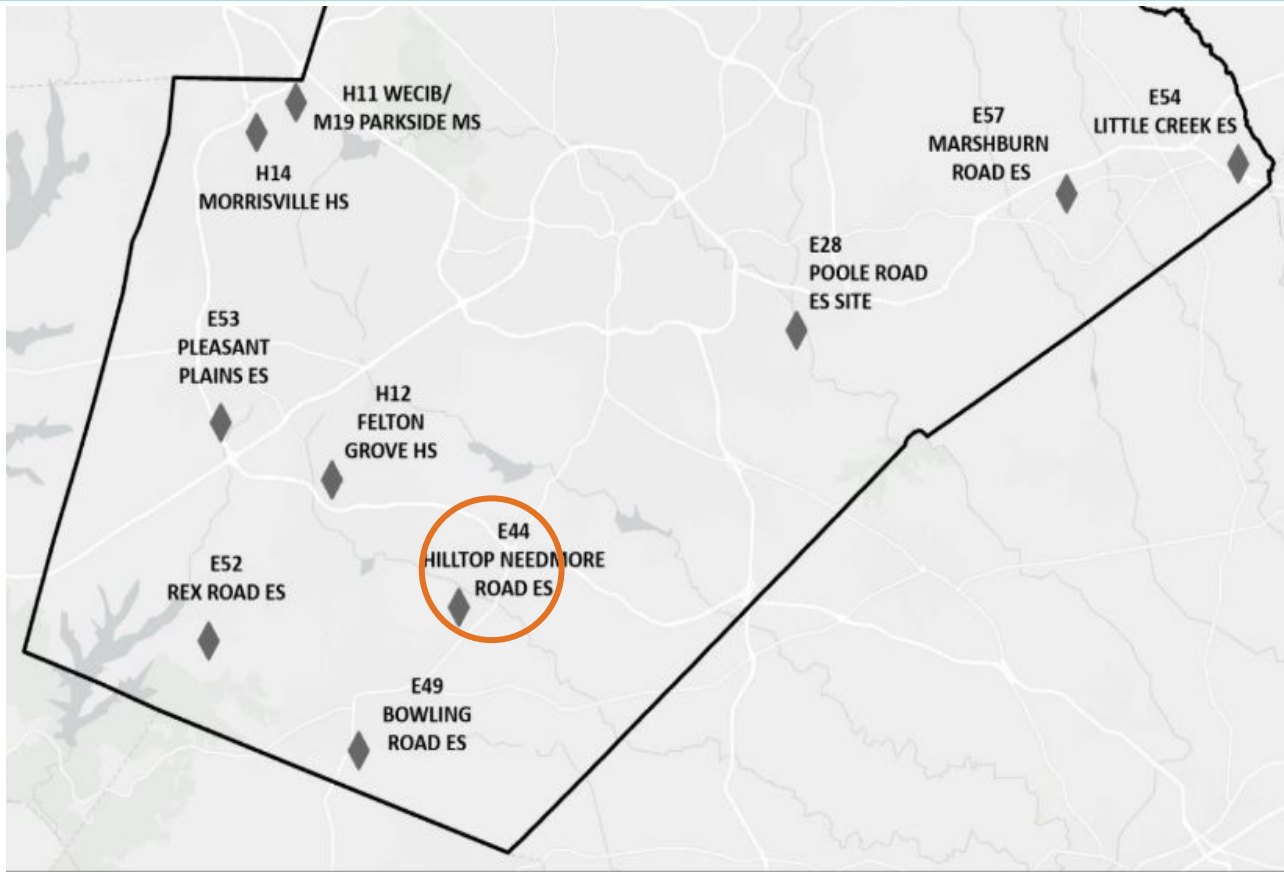 H11 WECIB/
M19 PARKSIDE MS
H14
MORRISVILLE HS
E54
LITTLE CREEK ES
E57
MARSHBURN
ROAD ES
E28
POOLE ROAD
ES SITE
E53
PLEASANT
PLAINS ES
H12
FELTON
GROVE HS
E44
HILLTOP NEEDMORE
ROAD ES
E52
REX ROAD ES
E49
BOWLING
ROAD ES